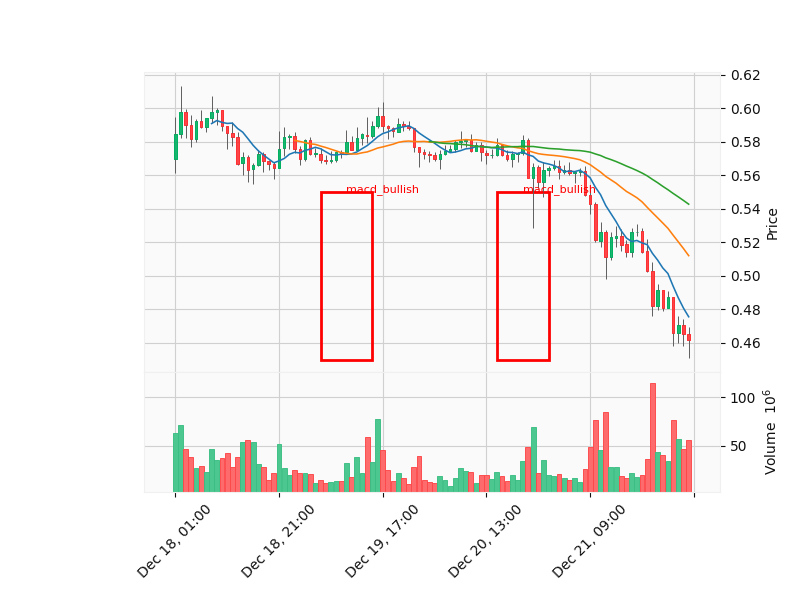 0.62
0.60
0.58
0.56
macd_bullish macd_bullish
0.54
Price
0.52
0.50
0.48
0.46
100
Volume 10^6
50
Dec 18, 01:00
Dec 18, 21:00
Dec 19, 17:00
Dec 20, 13:00
Dec 21, 09:00